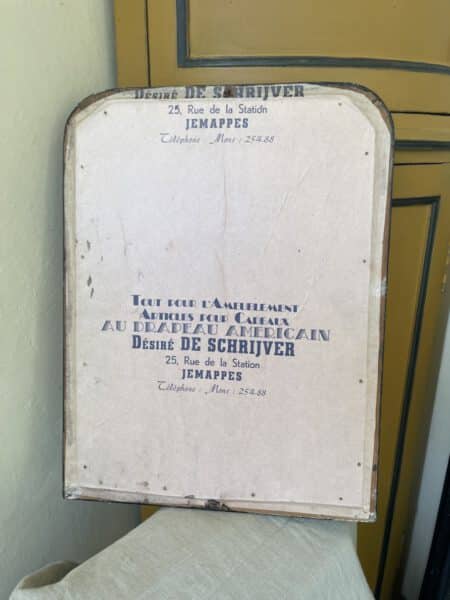 Désiré DE SCHRIJVER
25, Rue de la Station
JEMAPPES
Téléphone : Mons : 254.88
Tout pour l'Ameublement
Articles pour Cadeaux
AU DRAPEAU AMERICAIN
Désiré DE SCHRIJVER
25, Rue de la Station
JEMAPPES
Téléphone : Mons : 254.88